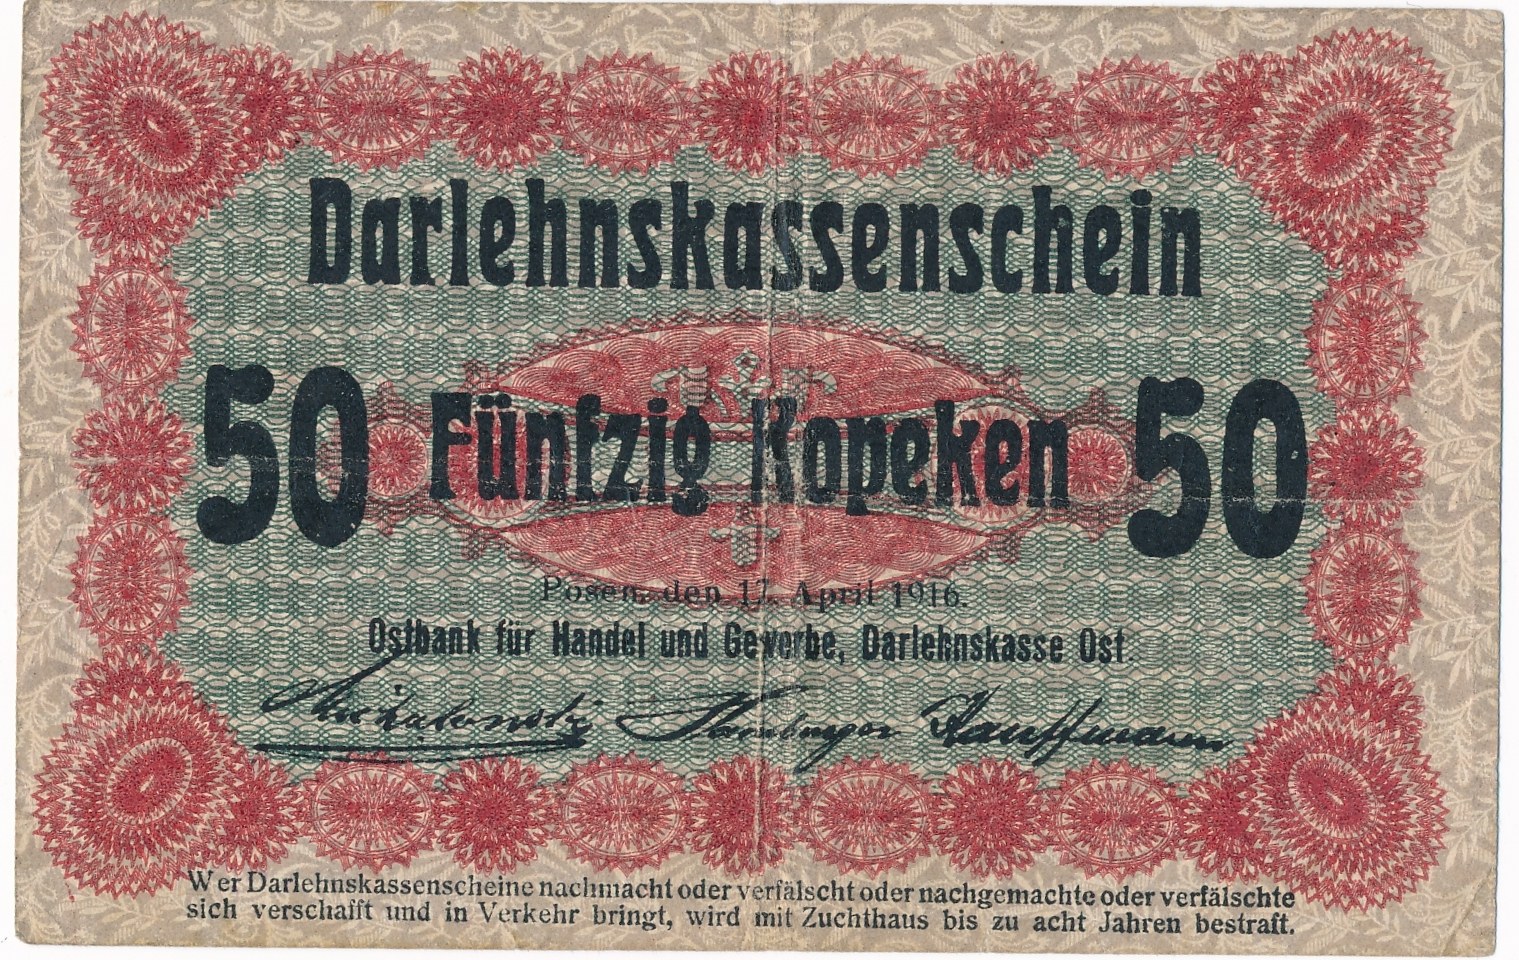 Darlehnskassenschein
50 Fünfzig Kopeken 50
Posen, den 17. April 1916.
Ostbank für Handel und Gewerbe, Darlehnskasse Ost.
Kauffmann
Wer Darlehnskassenscheine nachmacht oder verfälscht oder nachgemachte oder verfälschte
sich verschafft und in Verkehr bringt, wird mit Zuchthaus bis zu acht Jahren bestraft.